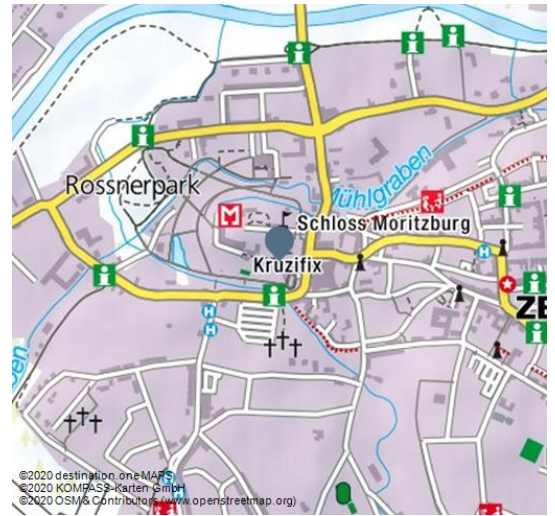 Rossnerpark
Mühlgraben
M
Schloss Moritzburg
Kruzifix
H
H
H
ZE
©2020 destination.one MAPS
©2020 KOMPASS-Karten GmbH
©2020 OSM & Contributors (www.openstreetmap.org)